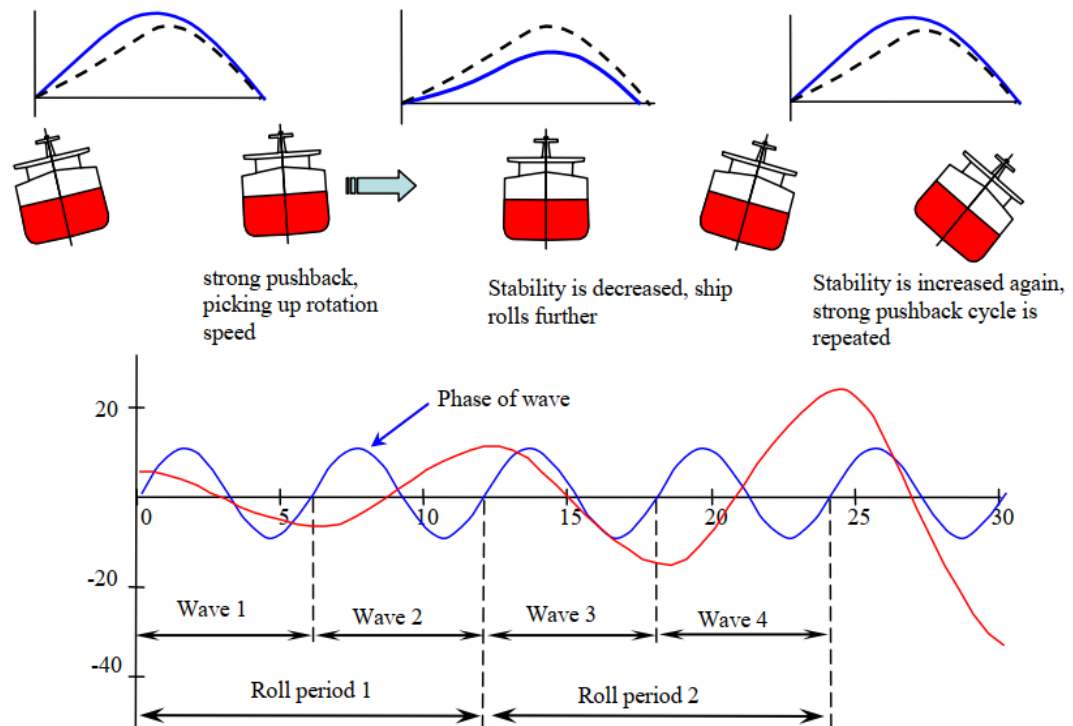 strong pushback,
picking up rotation
speed
Stability is decreased, ship
rolls further
Stability is increased again,
strong pushback cycle is
repeated
20
Phase of wave
0
5
10
15
20
25
30
-20
Wave 1
Wave 2
Wave 3
Wave 4
-40
Roll period 1
Roll period 2